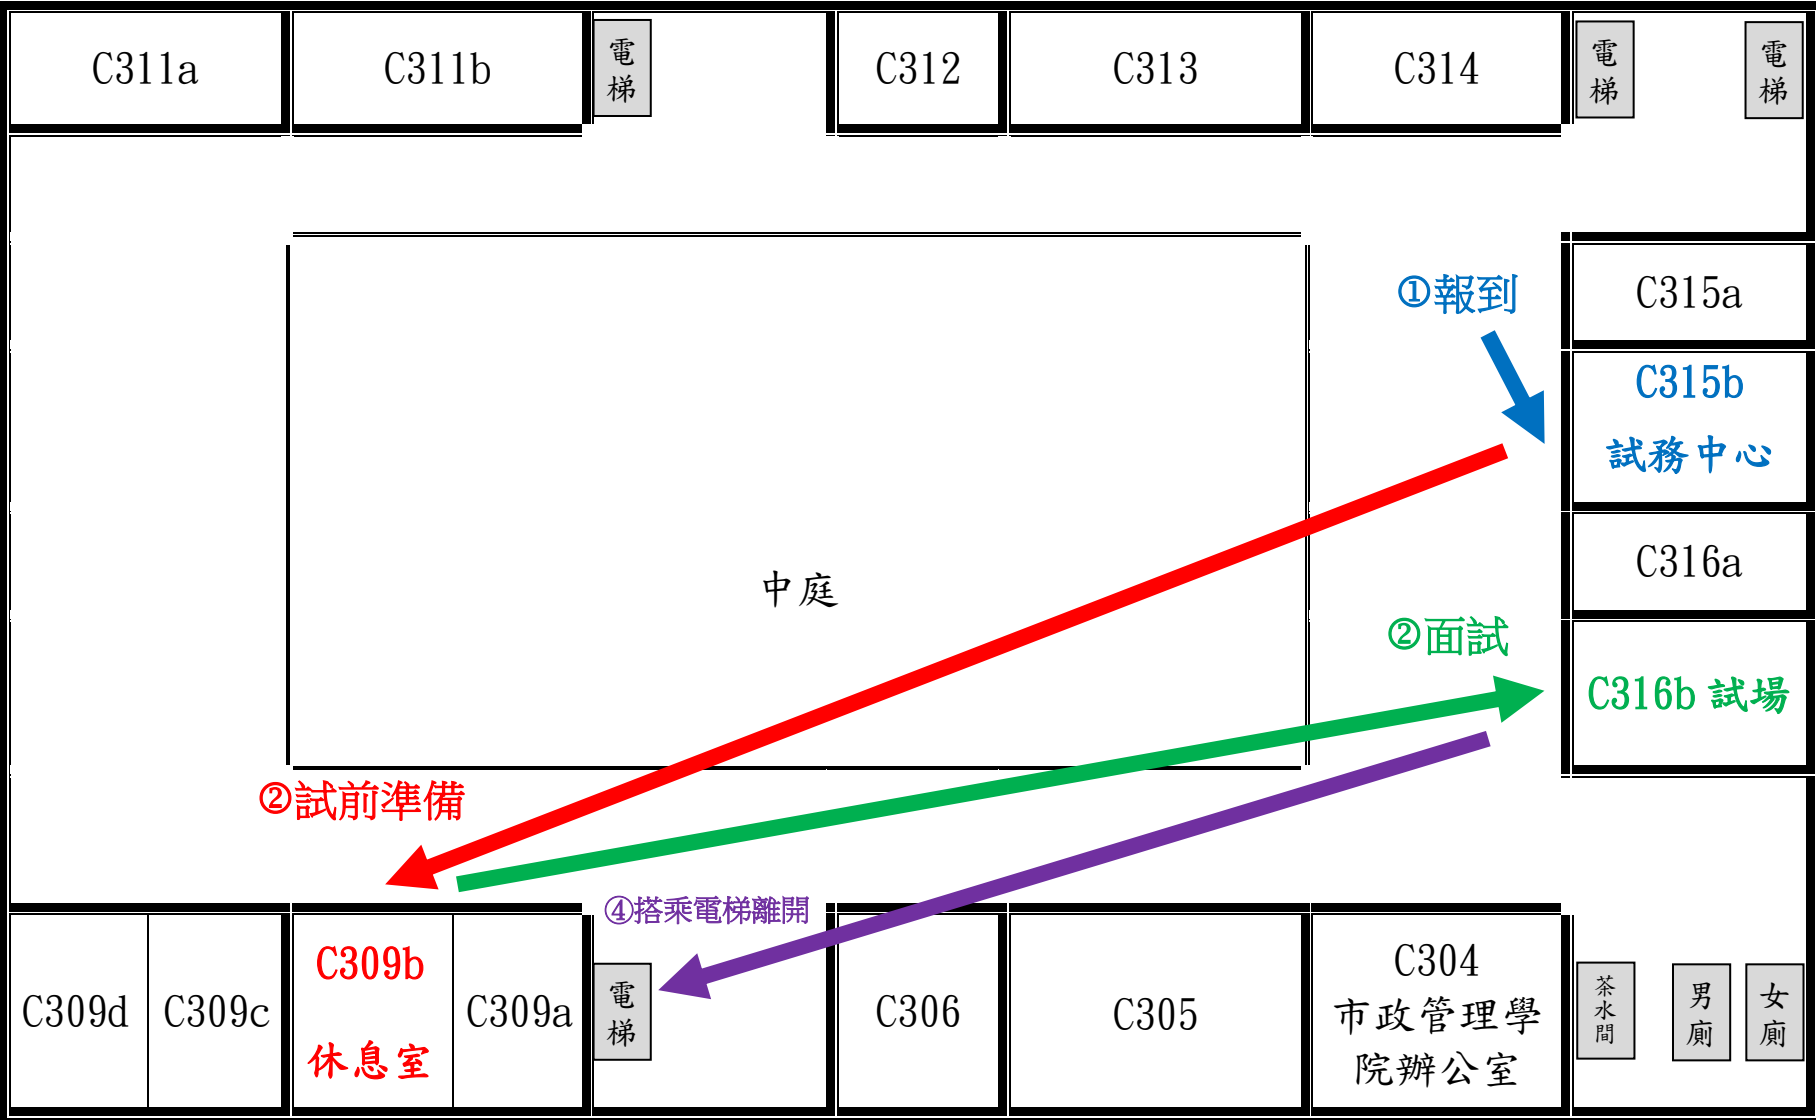 C311a
C311b
電
梯
C312
C313
C314
電
梯
電
梯
①報到
C315a
C315b
試務中心
C316a
中庭
②面試
C316b 試場
②試前準備
④搭乘電梯離開
C309d
C309c
C309b
休息室
C309a
電
梯
C306
C305
C304
市政管理學
院辦公室
茶
水
間
男
廁
女
廁